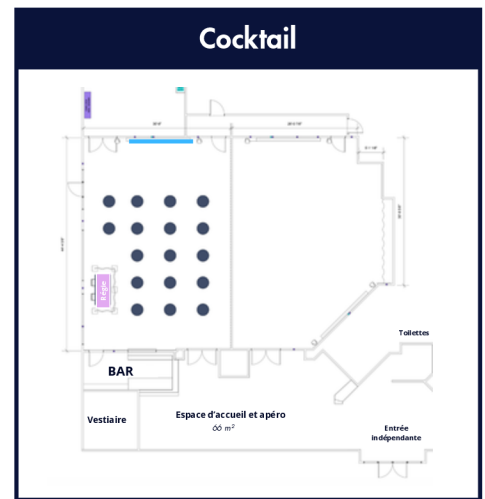 Cocktail
Régie
Toilettes
BAR
Vestiaire
Espace d'accueil et apéro
66 m²
Entrée
indépendante